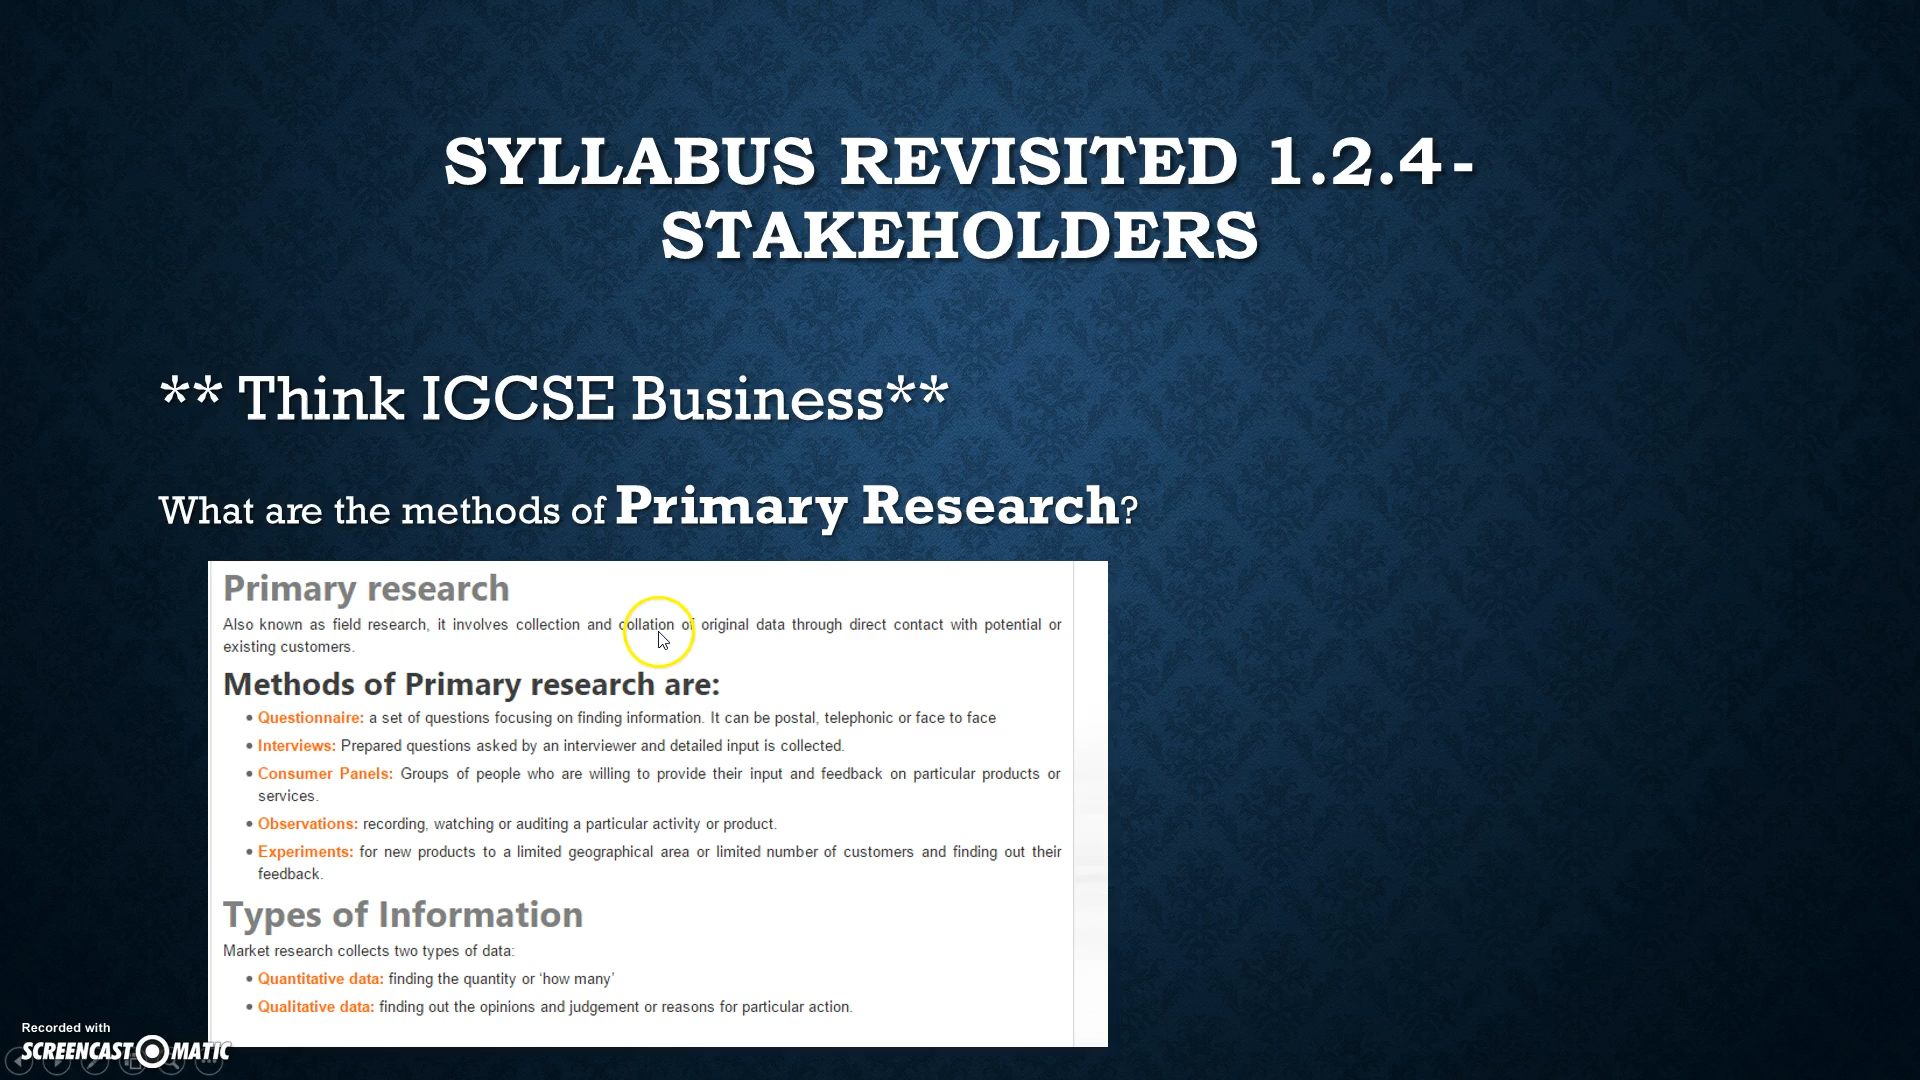 SYLLABUS REVISITED 1.2.4-
STAKEHOLDERS
** Think IGCSE Business**
What are the methods of Primary Research?
Primary research
Also known as field research, it involves collection and collation of original data through direct contact with potential or
existing customers.
Methods of Primary research are:
• Questionnaire: a set of questions focusing on finding information. It can be postal, telephonic or face to face
• Interviews: Prepared questions asked by an interviewer and detailed input is collected.
• Consumer Panels: Groups of people who are willing to provide their input and feedback on particular products or
services.
• Observations: recording, watching or auditing a particular activity or product.
• Experiments: for new products to a limited geographical area or limited number of customers and finding out their
feedback.
Types of Information
Market research collects two types of data:
• Quantitative data: finding the quantity or ‘how many’
• Qualitative data: finding out the opinions and judgement or reasons for particular action.
Recorded with
SCREENCAST-O-MATIC